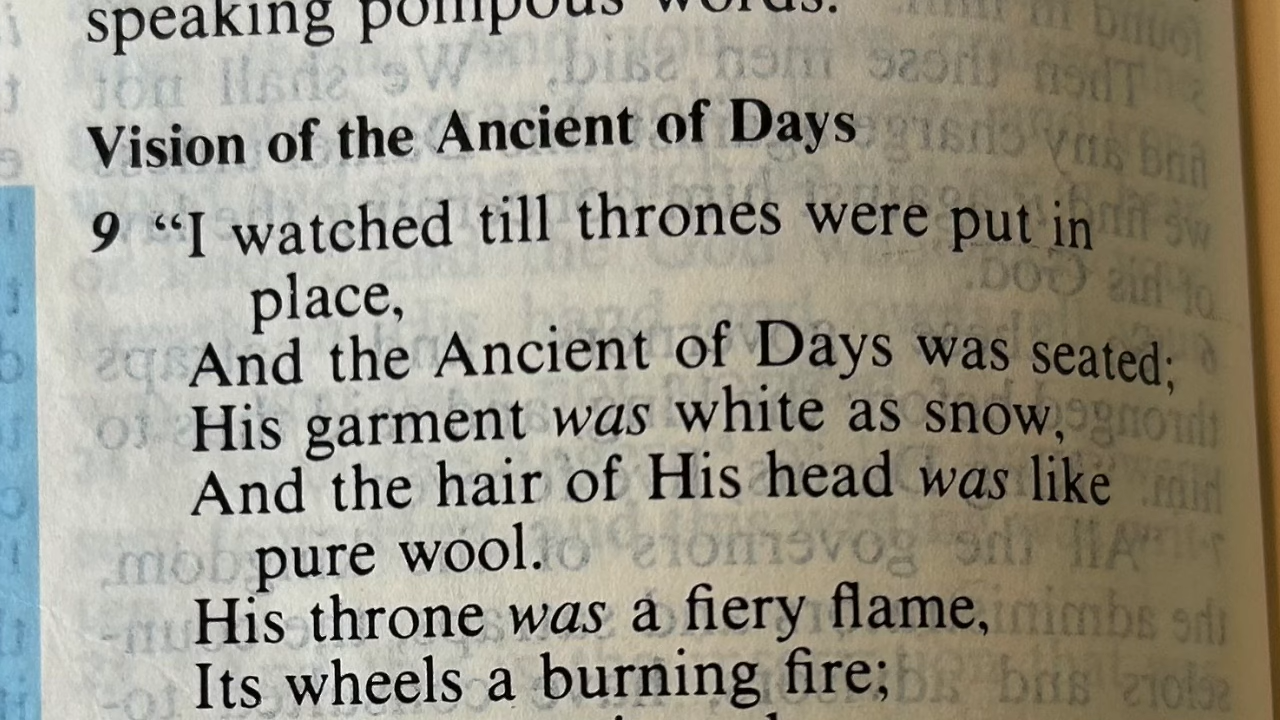 speaking pompous words.
Vision of the Ancient of Days
9 “I watched till thrones were put in
place,
And the Ancient of Days was seated;
His garment was white as snow,
And the hair of His head was like
pure wool.
His throne was a fiery flame,
Its wheels a burning fire;